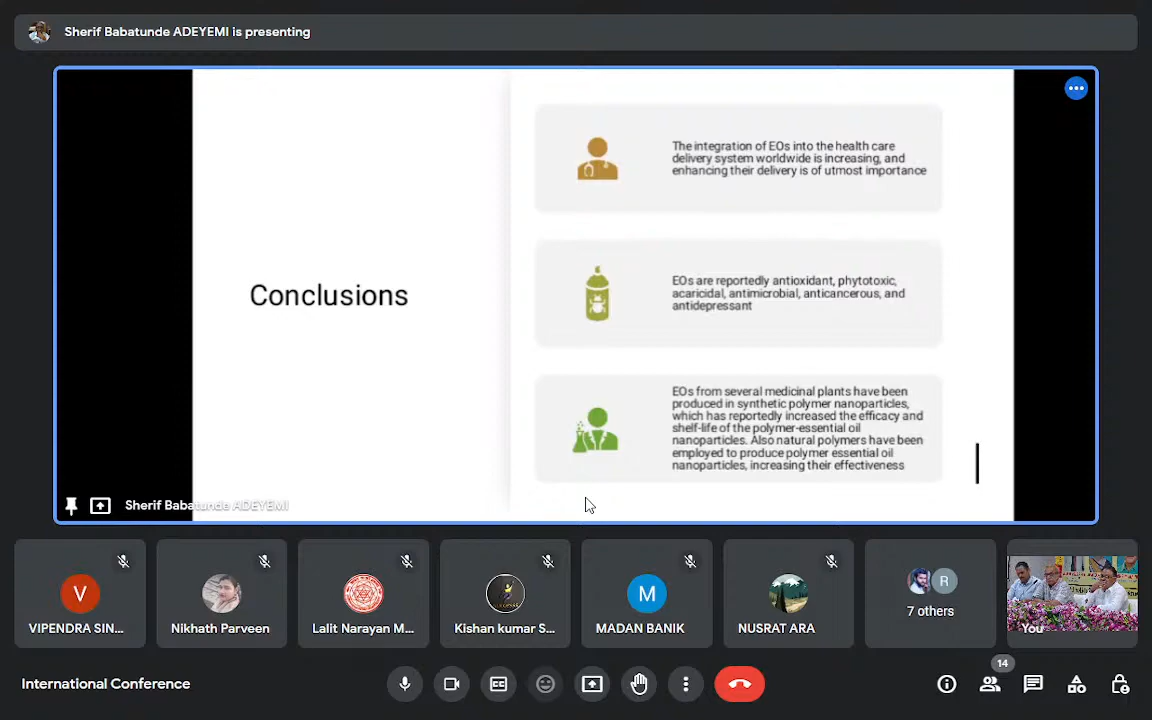 Sherif Babatunde ADEYEMI is presenting
Conclusions
The integration of EOs into the health care
delivery system worldwide is increasing, and
enhancing their delivery is of utmost importance
EOs are reportedly antioxidant, phytotoxic,
acaricidal, antimicrobial, anticancerous, and
antidepressant
EOs from several medicinal plants have been
produced in synthetic polymer nanoparticles,
which has reportedly increased the efficacy and
shelf-life of the polymer-essential oil
nanoparticles. Also natural polymers have been
employed to produce polymer essential oil
nanoparticles, increasing their effectiveness
Sherif Babatunde ADEYEMI
V
VIPENDRA SIN...
Nikhath Parveen
Lalit Narayan M...
Kishan kumar S...
M
MADAN BANIK
NUSRAT ARA
R
7 others
You
International Conference
14